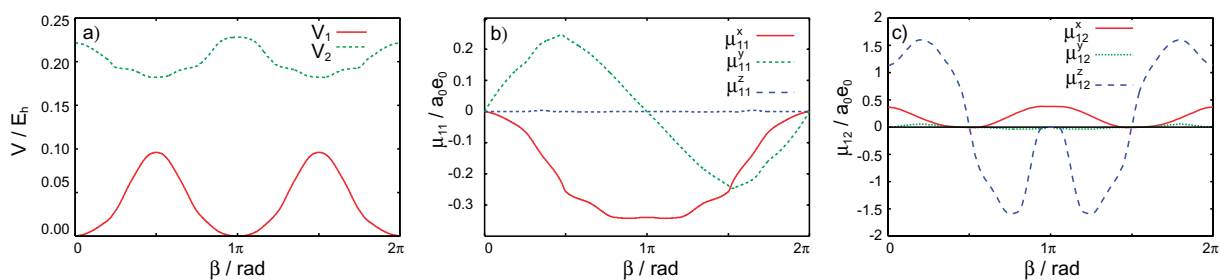 a)
V₁
V₂
0.25
0.20
0.15
0.10
0.05
0.00
V / Eₕ
0
1π
2π
β / rad
b)
μ₁₁ˣ
μ₁₁ʸ
μ₁₁ᶻ
0.2
0
-0.1
-0.2
-0.3
μ₁₁ / a₀e₀
0
1π
2π
β / rad
c)
μ₁₂ˣ
μ₁₂ʸ
μ₁₂ᶻ
2
1.5
1
0.5
0
-0.5
-1
-1.5
-2
μ₁₂ / a₀e₀
0
1π
2π
β / rad